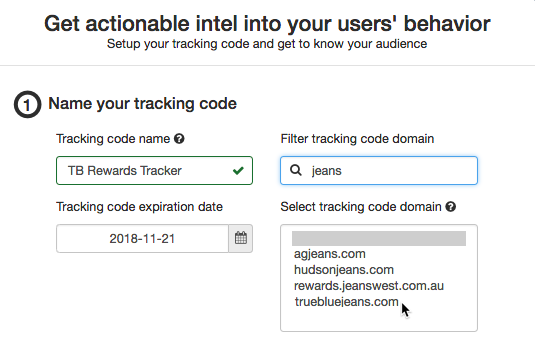 Get actionable intel into your users' behavior
Setup your tracking code and get to know your audience
1 Name your tracking code
Tracking code name ?
Filter tracking code domain
TB Rewards Tracker
jeans
Tracking code expiration date
Select tracking code domain ?
2018-11-21
agjeans.com
hudsonjeans.com
rewards.jeanswest.com.au
truebluejeans.com